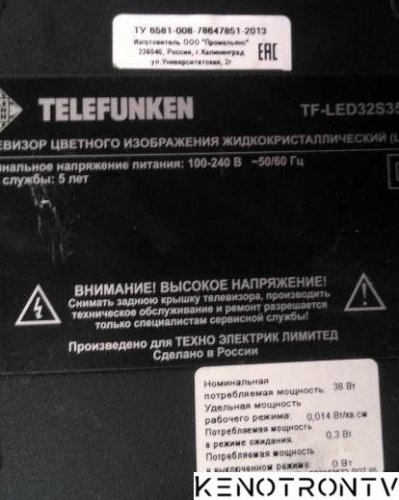 ТУ 6581-008-78647851-2013
Изготовитель ООО "Промальянс"
236040, Россия, г.Калининград
ул.Университетская, 2г
EAC
TELEFUNKEN TF-LED32S35
ЕВИЗОР ЦВЕТНОГО ИЗОБРАЖЕНИЯ ЖИДКОКРИСТАЛЛИЧЕСКИЙ (L
инальное напряжение питания: 100-240 В ~50/60 Гц
службы: 5 лет
ВНИМАНИЕ! ВЫСОКОЕ НАПРЯЖЕНИЕ!
Снимать заднюю крышку телевизора, производить
техническое обслуживание и ремонт разрешается
только специалистам сервисной службы!
Произведено для ТЕХНО ЭЛЕКТРИК ЛИМИТЕД
Сделано в России
Номинальная
потребляемая мощность: 38 Вт
Удельная мощность
рабочего режима: 0,014 Вт/кв.см
Потребляемая мощность
в режиме ожидания: 0,3 Вт
Потребляемая мощность
в выключенном режиме: 0 Вт
KENOTRONTV